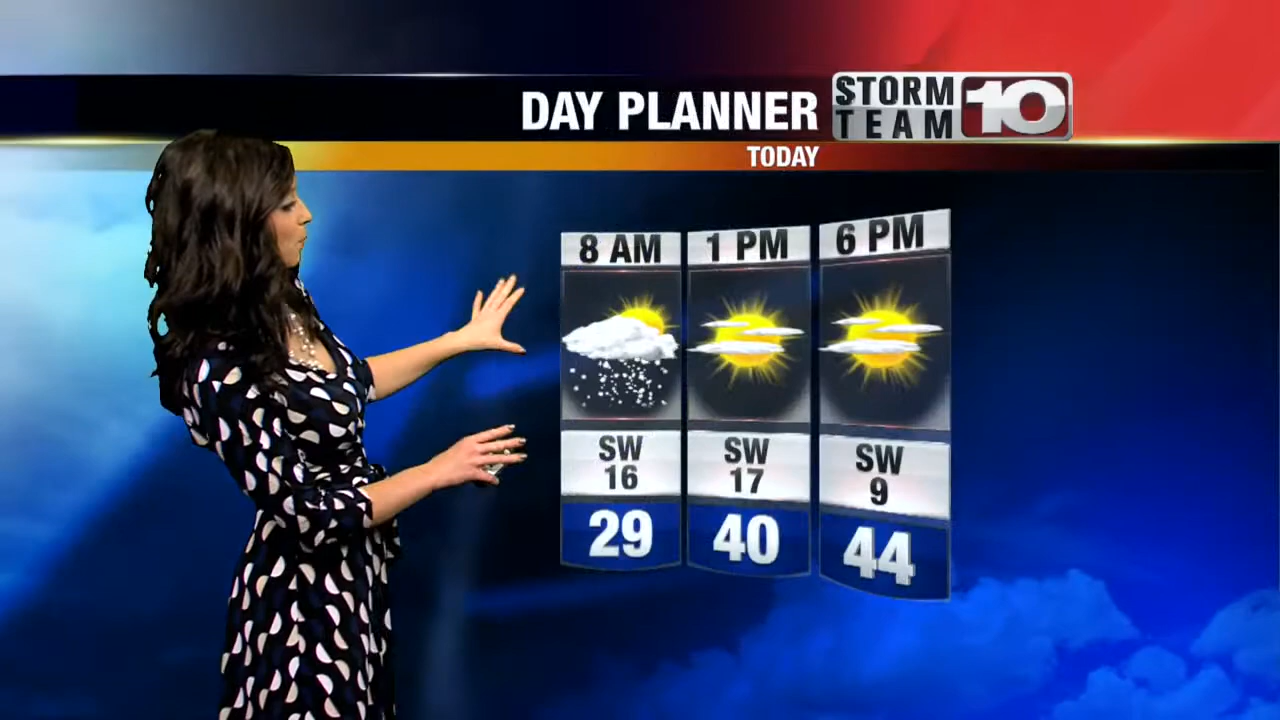 DAY PLANNER
STORM
TEAM
10
TODAY
8 AM
1 PM
6 PM
SW
16
SW
17
SW
9
29
40
44